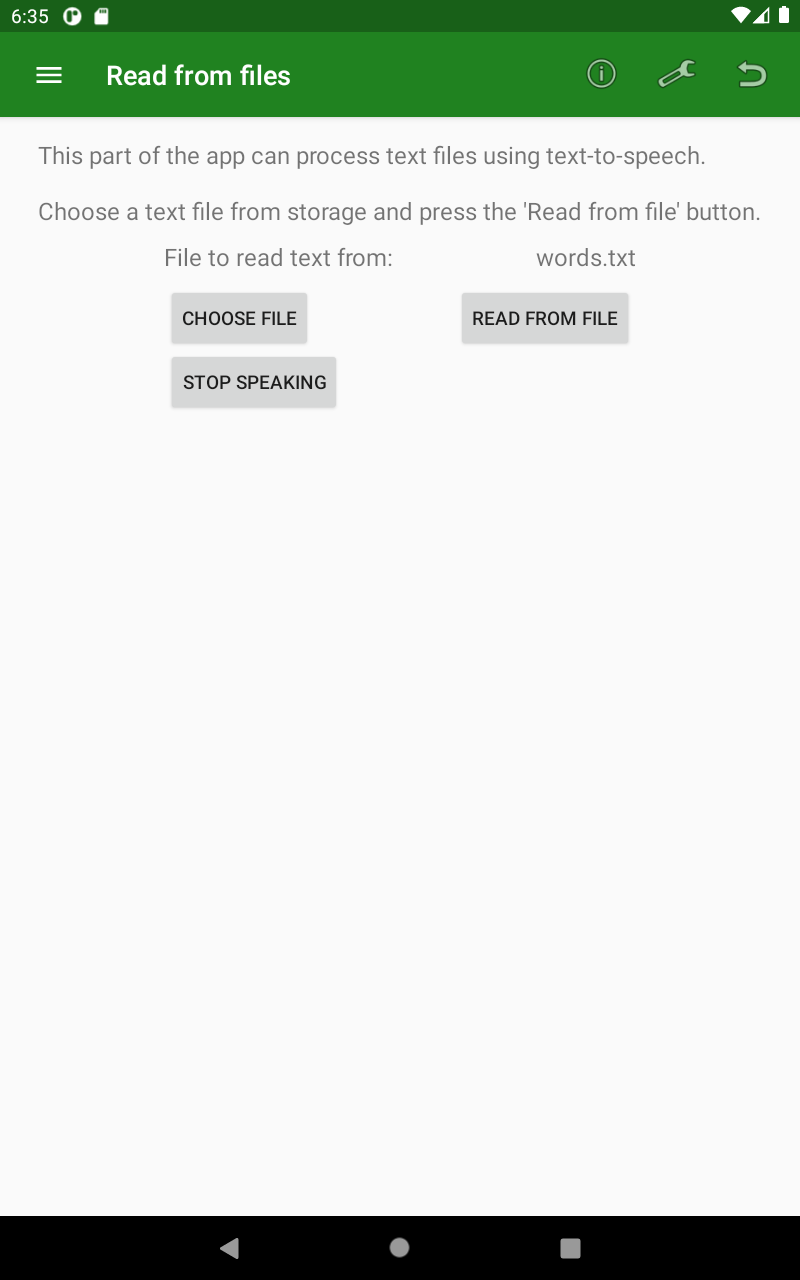 6:35
Read from files
This part of the app can process text files using text-to-speech.
Choose a text file from storage and press the 'Read from file' button.
File to read text from: words.txt
CHOOSE FILE READ FROM FILE
STOP SPEAKING